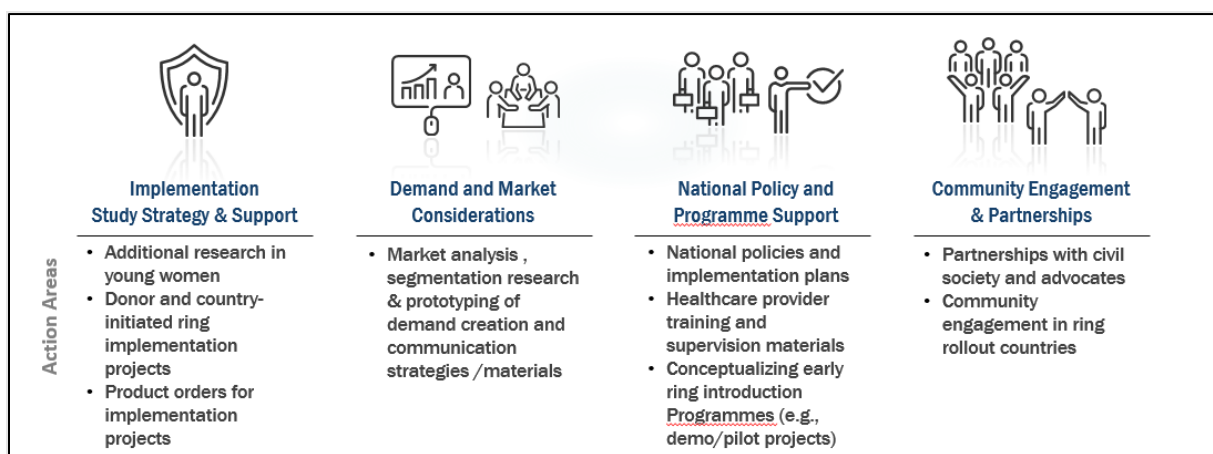 Action Areas
Implementation
Study Strategy & Support
• Additional research in
young women
• Donor and country-
initiated ring
implementation
projects
• Product orders for
implementation
projects
Demand and Market
Considerations
• Market analysis ,
segmentation research
& prototyping of
demand creation and
communication
strategies /materials
National Policy and
Programme Support
• National policies and
implementation plans
• Healthcare provider
training and
supervision materials
• Conceptualizing early
ring introduction
Programmes (e.g.,
demo/pilot projects)
Community Engagement
& Partnerships
• Partnerships with civil
society and advocates
• Community
engagement in ring
rollout countries